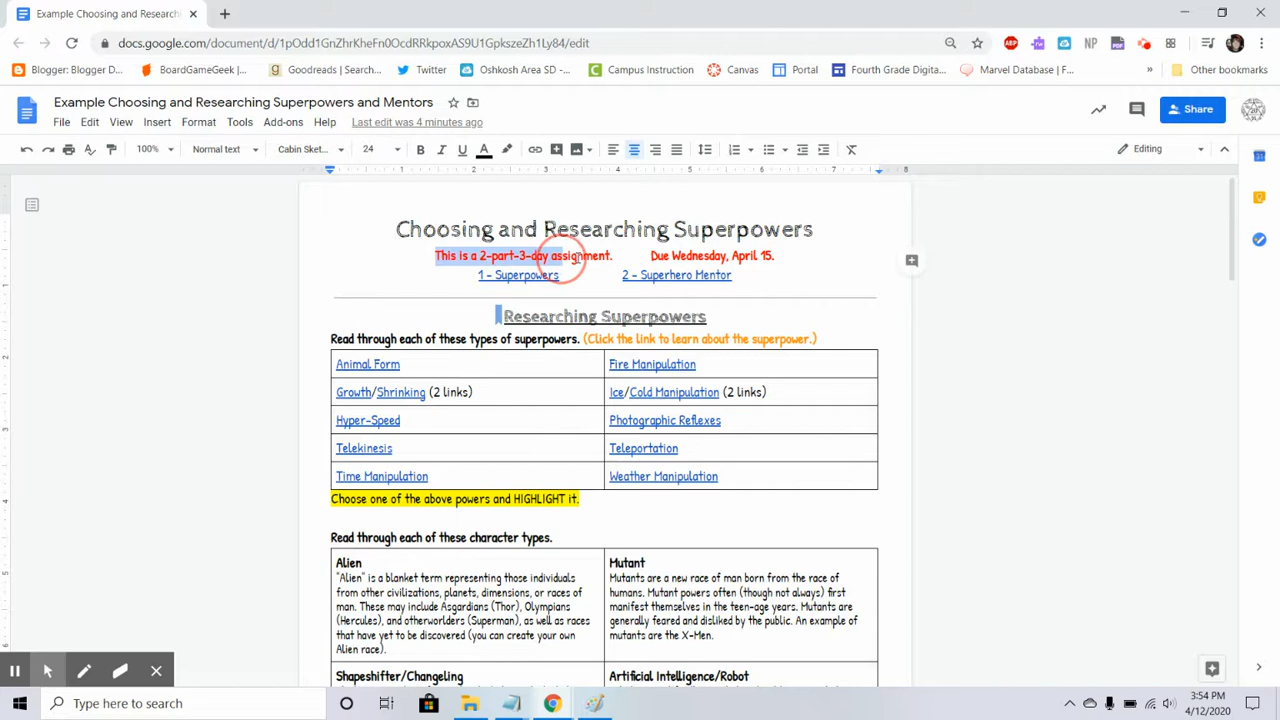 Example Choosing and Researchi
docs.google.com/document/d/1pOdd1GnZhrKheFn0OcdRRkpoxAS9U1GpkszeZh1Ly84/edit
Blogger: Blogger D...
BoardGameGeek |...
Goodreads | Search...
Twitter
Oshkosh Area SD -...
Campus Instruction
Canvas
Portal
Fourth Grade Digita...
Marvel Database | F...
»
Other bookmarks
Example Choosing and Researching Superpowers and Mentors
File Edit View Insert Format Tools Add-ons Help Last edit was 4 minutes ago
Share
100% Normal text Cabin Sket... 24 B I U A Editing
1 1 2 3 4 5 6 7 8
Choosing and Researching Superpowers
This is a 2-part-3-day assignment. Due Wednesday, April 15.
1 - Superpowers 2 - Superhero Mentor
Researching Superpowers
Read through each of these types of superpowers. (Click the link to learn about the superpower.)
Animal Form Fire Manipulation
Growth/Shrinking (2 links) Ice/Cold Manipulation (2 links)
Hyper-Speed Photographic Reflexes
Telekinesis Teleportation
Time Manipulation Weather Manipulation
Choose one of the above powers and HIGHLIGHT it.
Read through each of these character types.
Alien
"Alien" is a blanket term representing those individuals
from other civilizations, planets, dimensions, or races of
man. These may include Asgardians (Thor), Olympians
(Hercules), and otherworlders (Superman), as well as races
that have yet to be discovered (you can create your own
Alien race).
Mutant
Mutants are a new race of man born from the race of
humans. Mutant powers often (though not always) first
manifest themselves in the teen-age years. Mutants are
generally feared and disliked by the public. An example of
mutants are the X-Men.
Shapeshifter/Changeling
Artificial Intelligence/Robot
Type here to search
3:54 PM
4/12/2020